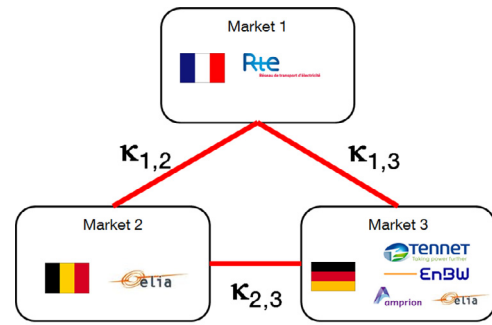 Market 1
Rte
Réseau de transport d'électricité
κ1,2
κ1,3
Market 2
elia
κ2,3
Market 3
TENNET
Taking power further
EnBW
Amprion
elia